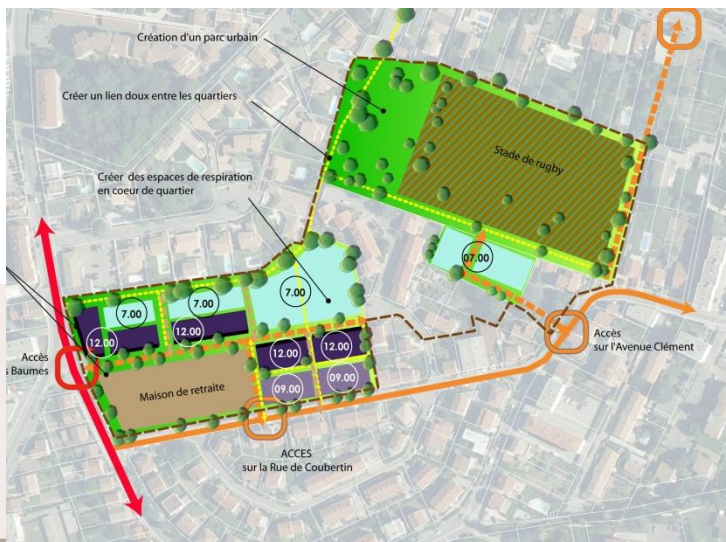 Création d'un parc urbain
Créer un lien doux entre les quartiers
Créer des espaces de respiration
en coeur de quartier
Stade de rugby
07.00
7.00
7.00
7.00
12.00
12.00
12.00
12.00
09.00
09.00
Maison de retraite
Accès
s Baumes
Accès
sur l'Avenue Clément
ACCES
sur la Rue de Coubertin